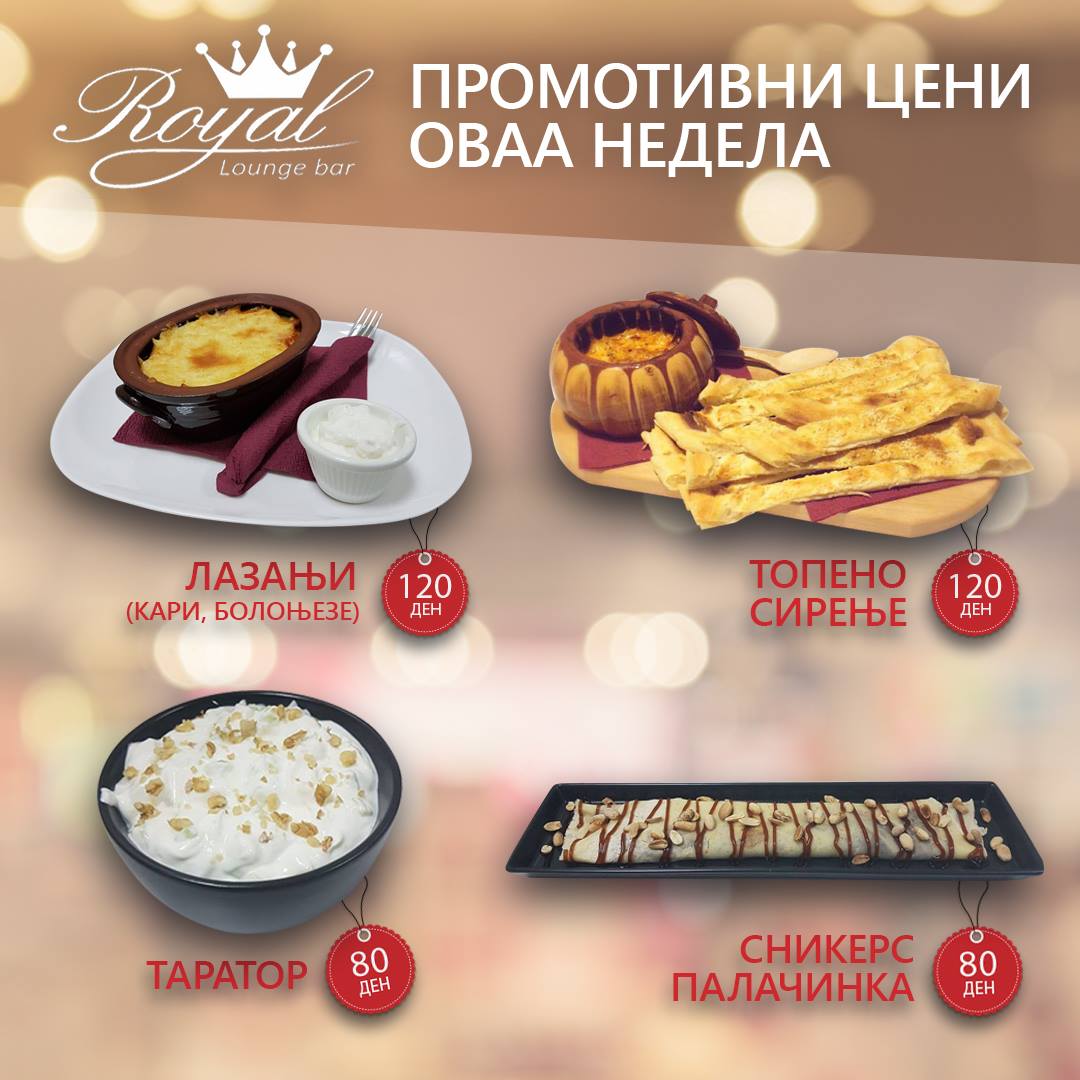 Royal
Lounge bar
ПРОМОТИВНИ ЦЕНИ
ОВАА НЕДЕЛА
ЛАЗАЊИ
(КАРИ, БОЛОЊЕЗЕ)
120
ДЕН
ТОПЕНО
СИРЕЊЕ
120
ДЕН
ТАРАТОР
80
ДЕН
СНИКЕРС
ПАЛАЧИНКА
80
ДЕН